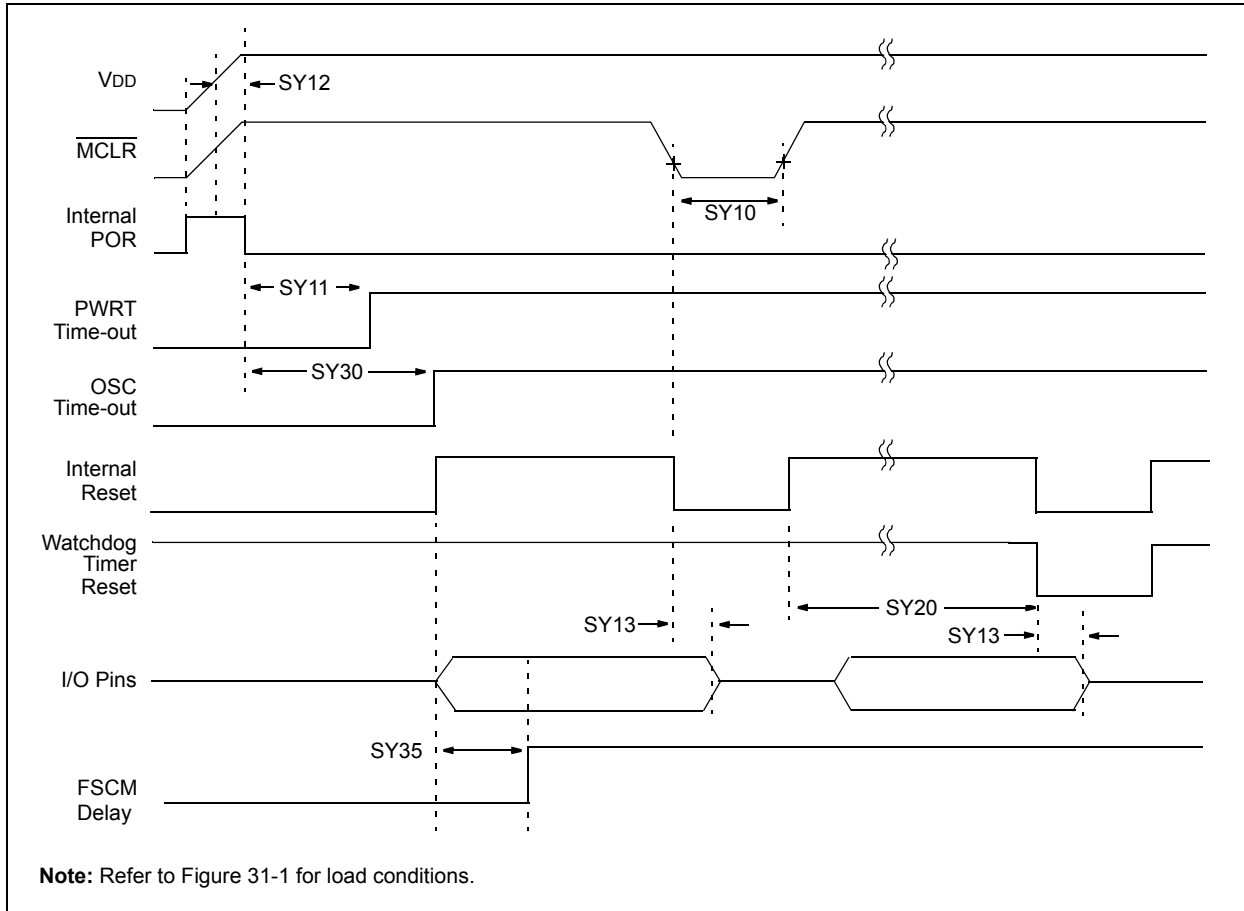 VDD
SY12
MCLR
SY10
Internal
POR
SY11
PWRT
Time-out
SY30
OSC
Time-out
Internal
Reset
Watchdog
Timer
Reset
SY20
SY13
SY13
I/O Pins
SY35
FSCM
Delay
Note: Refer to Figure 31-1 for load conditions.